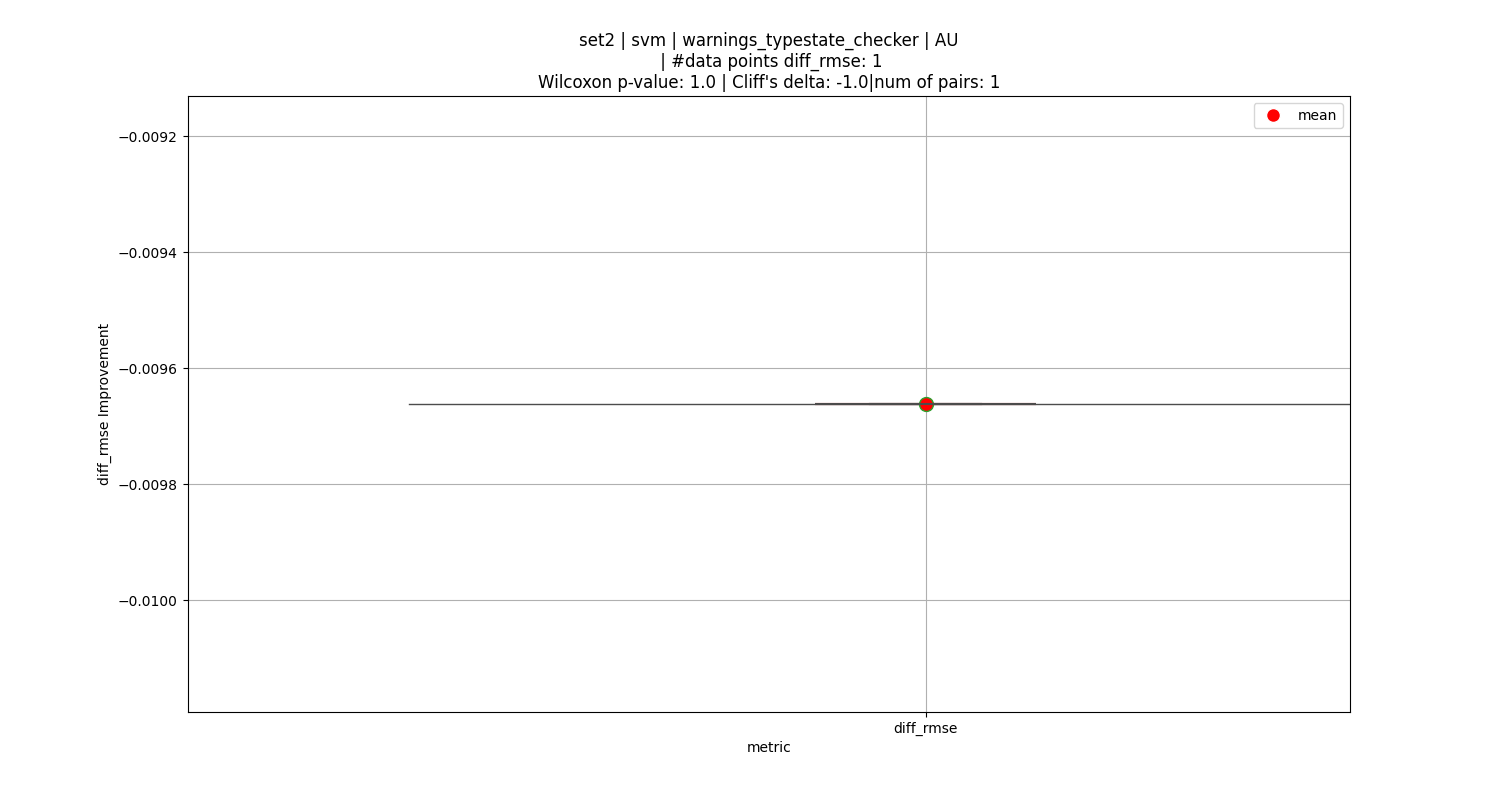 set2 | svm | warnings_typestate_checker | AU
| #data points diff_rmse: 1
Wilcoxon p-value: 1.0 | Cliff's delta: -1.0|num of pairs: 1
mean
−0.0092
−0.0094
−0.0096
−0.0098
−0.0100
diff_rmse Improvement
diff_rmse
metric